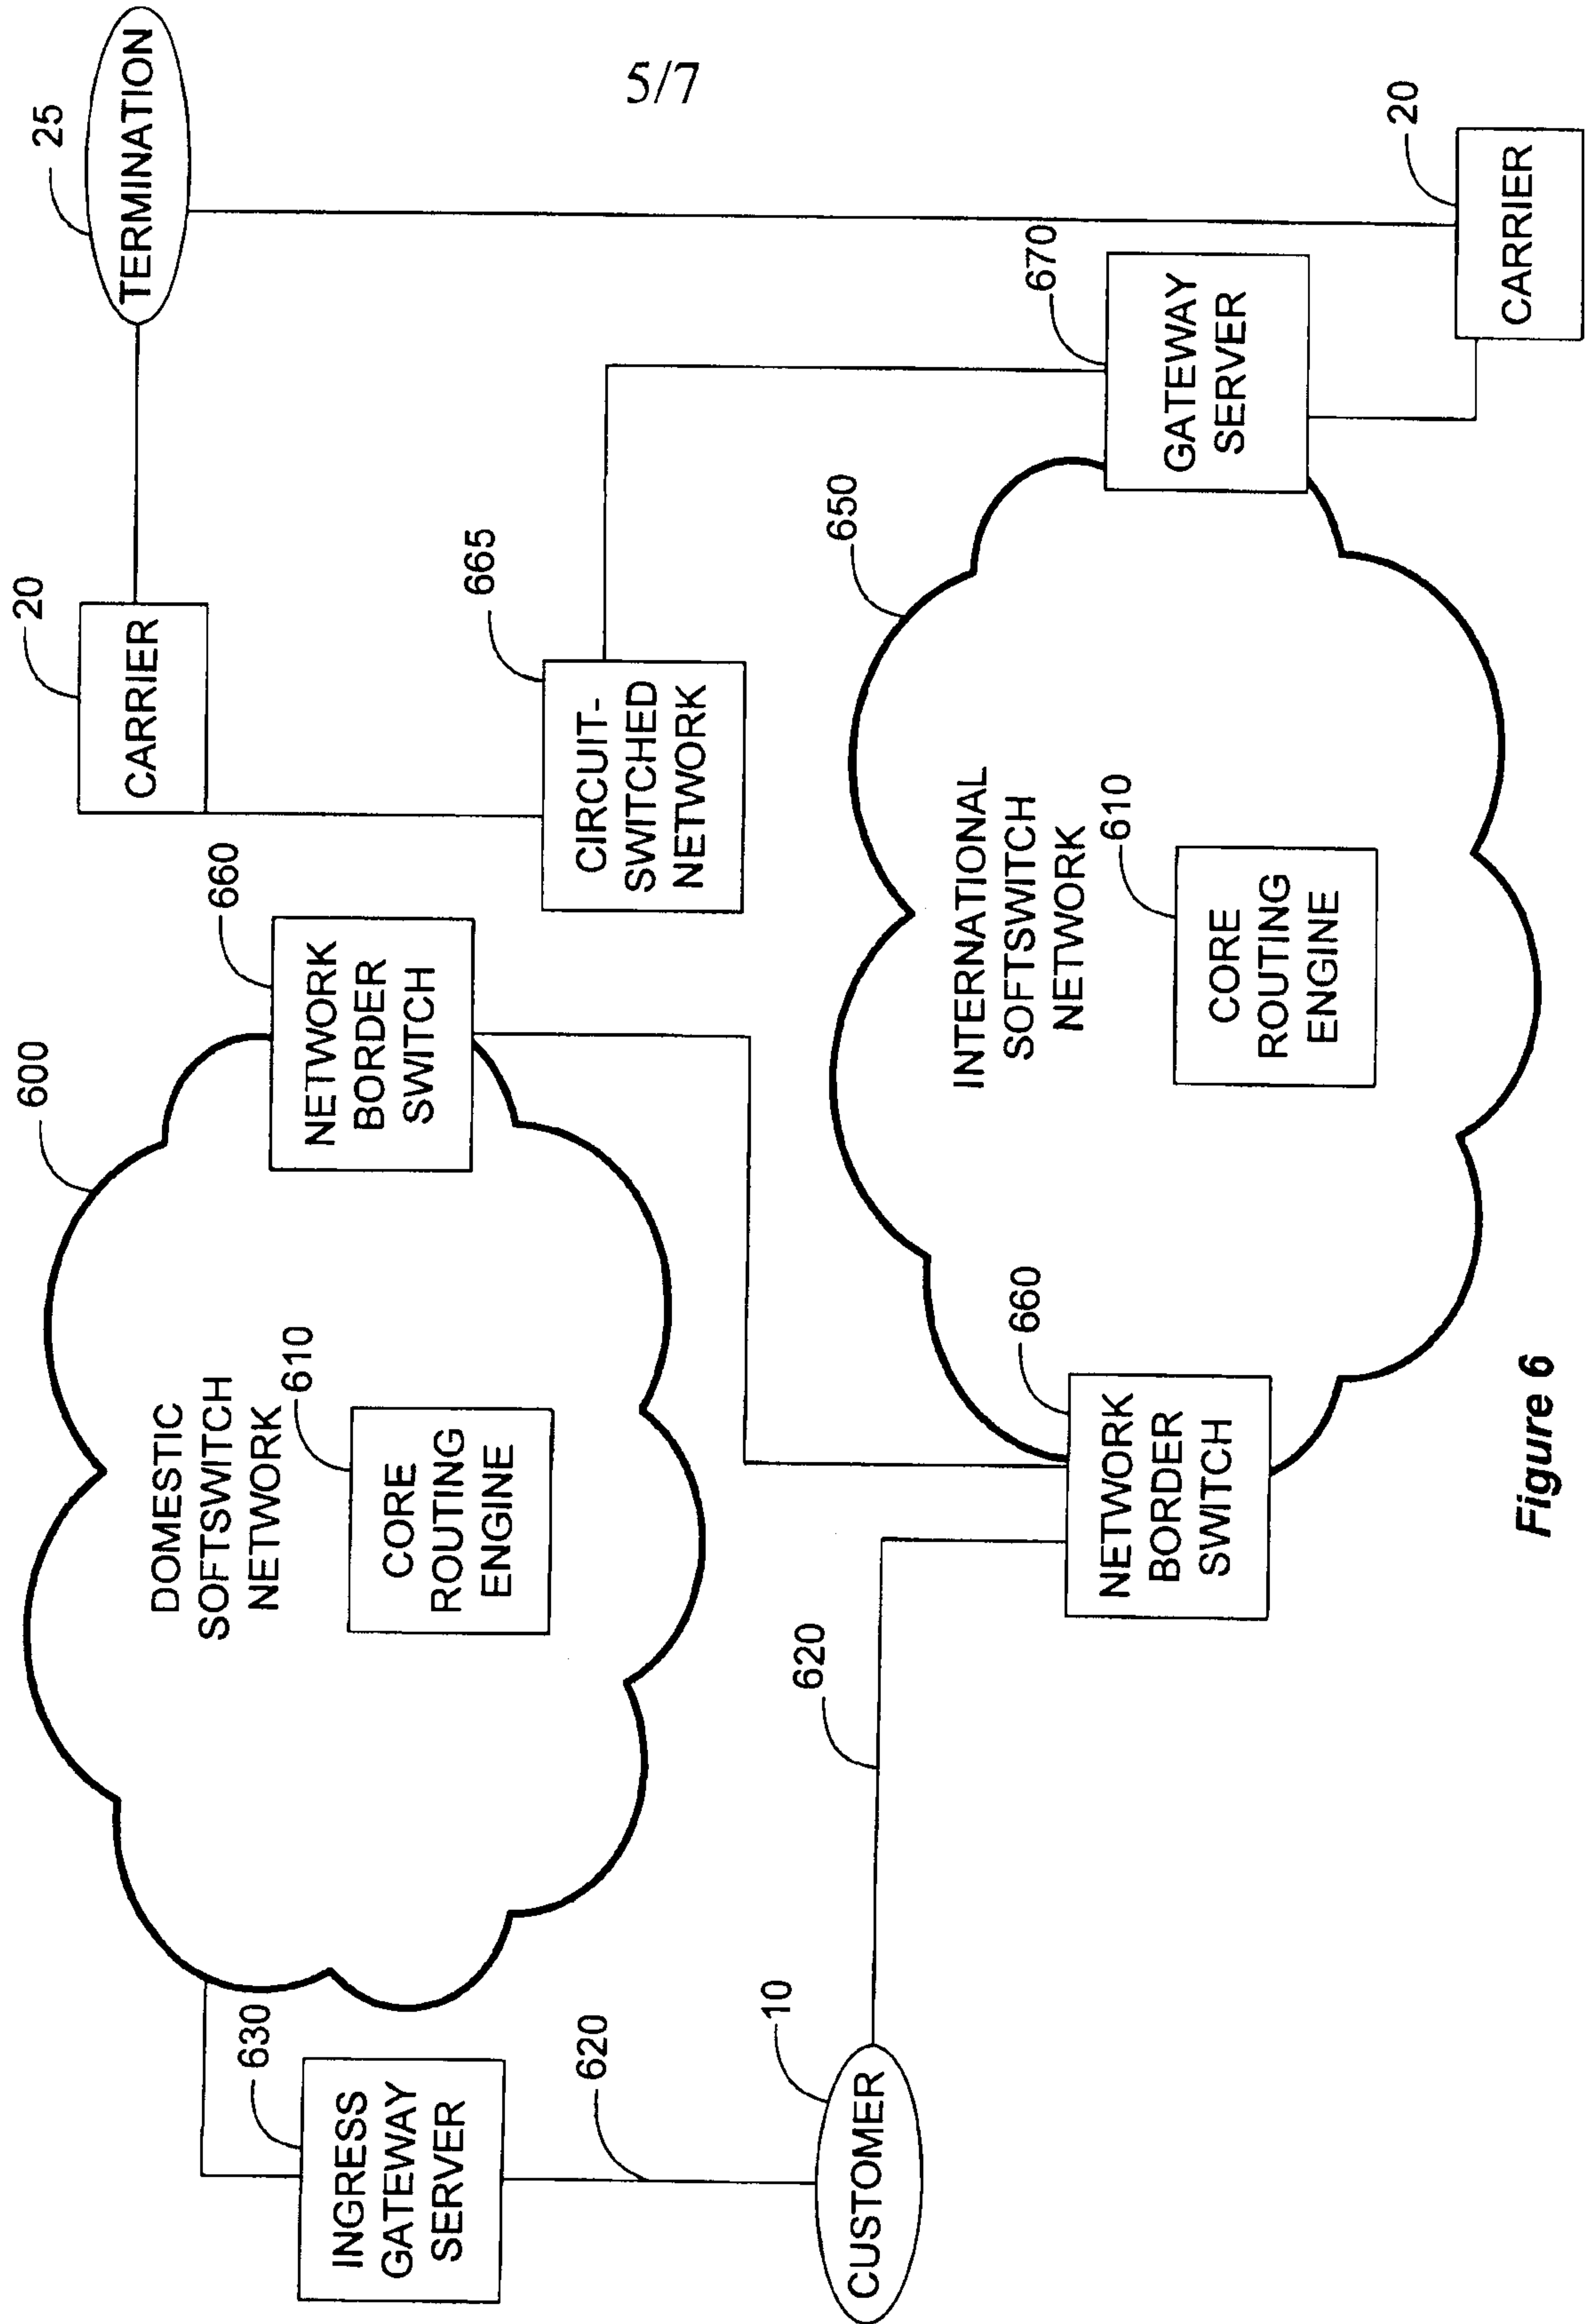 5/7
600
DOMESTIC
SOFTSWITCH
NETWORK
610
CORE
ROUTING
ENGINE
630
INGRESS
GATEWAY
SERVER
620
10
CUSTOMER
620
660
NETWORK
BORDER
SWITCH
660
NETWORK
BORDER
SWITCH
650
INTERNATIONAL
SOFTSWITCH
NETWORK
610
CORE
ROUTING
ENGINE
670
GATEWAY
SERVER
665
CIRCUIT-
SWITCHED
NETWORK
20
CARRIER
25
TERMINATION
20
CARRIER
Figure 6